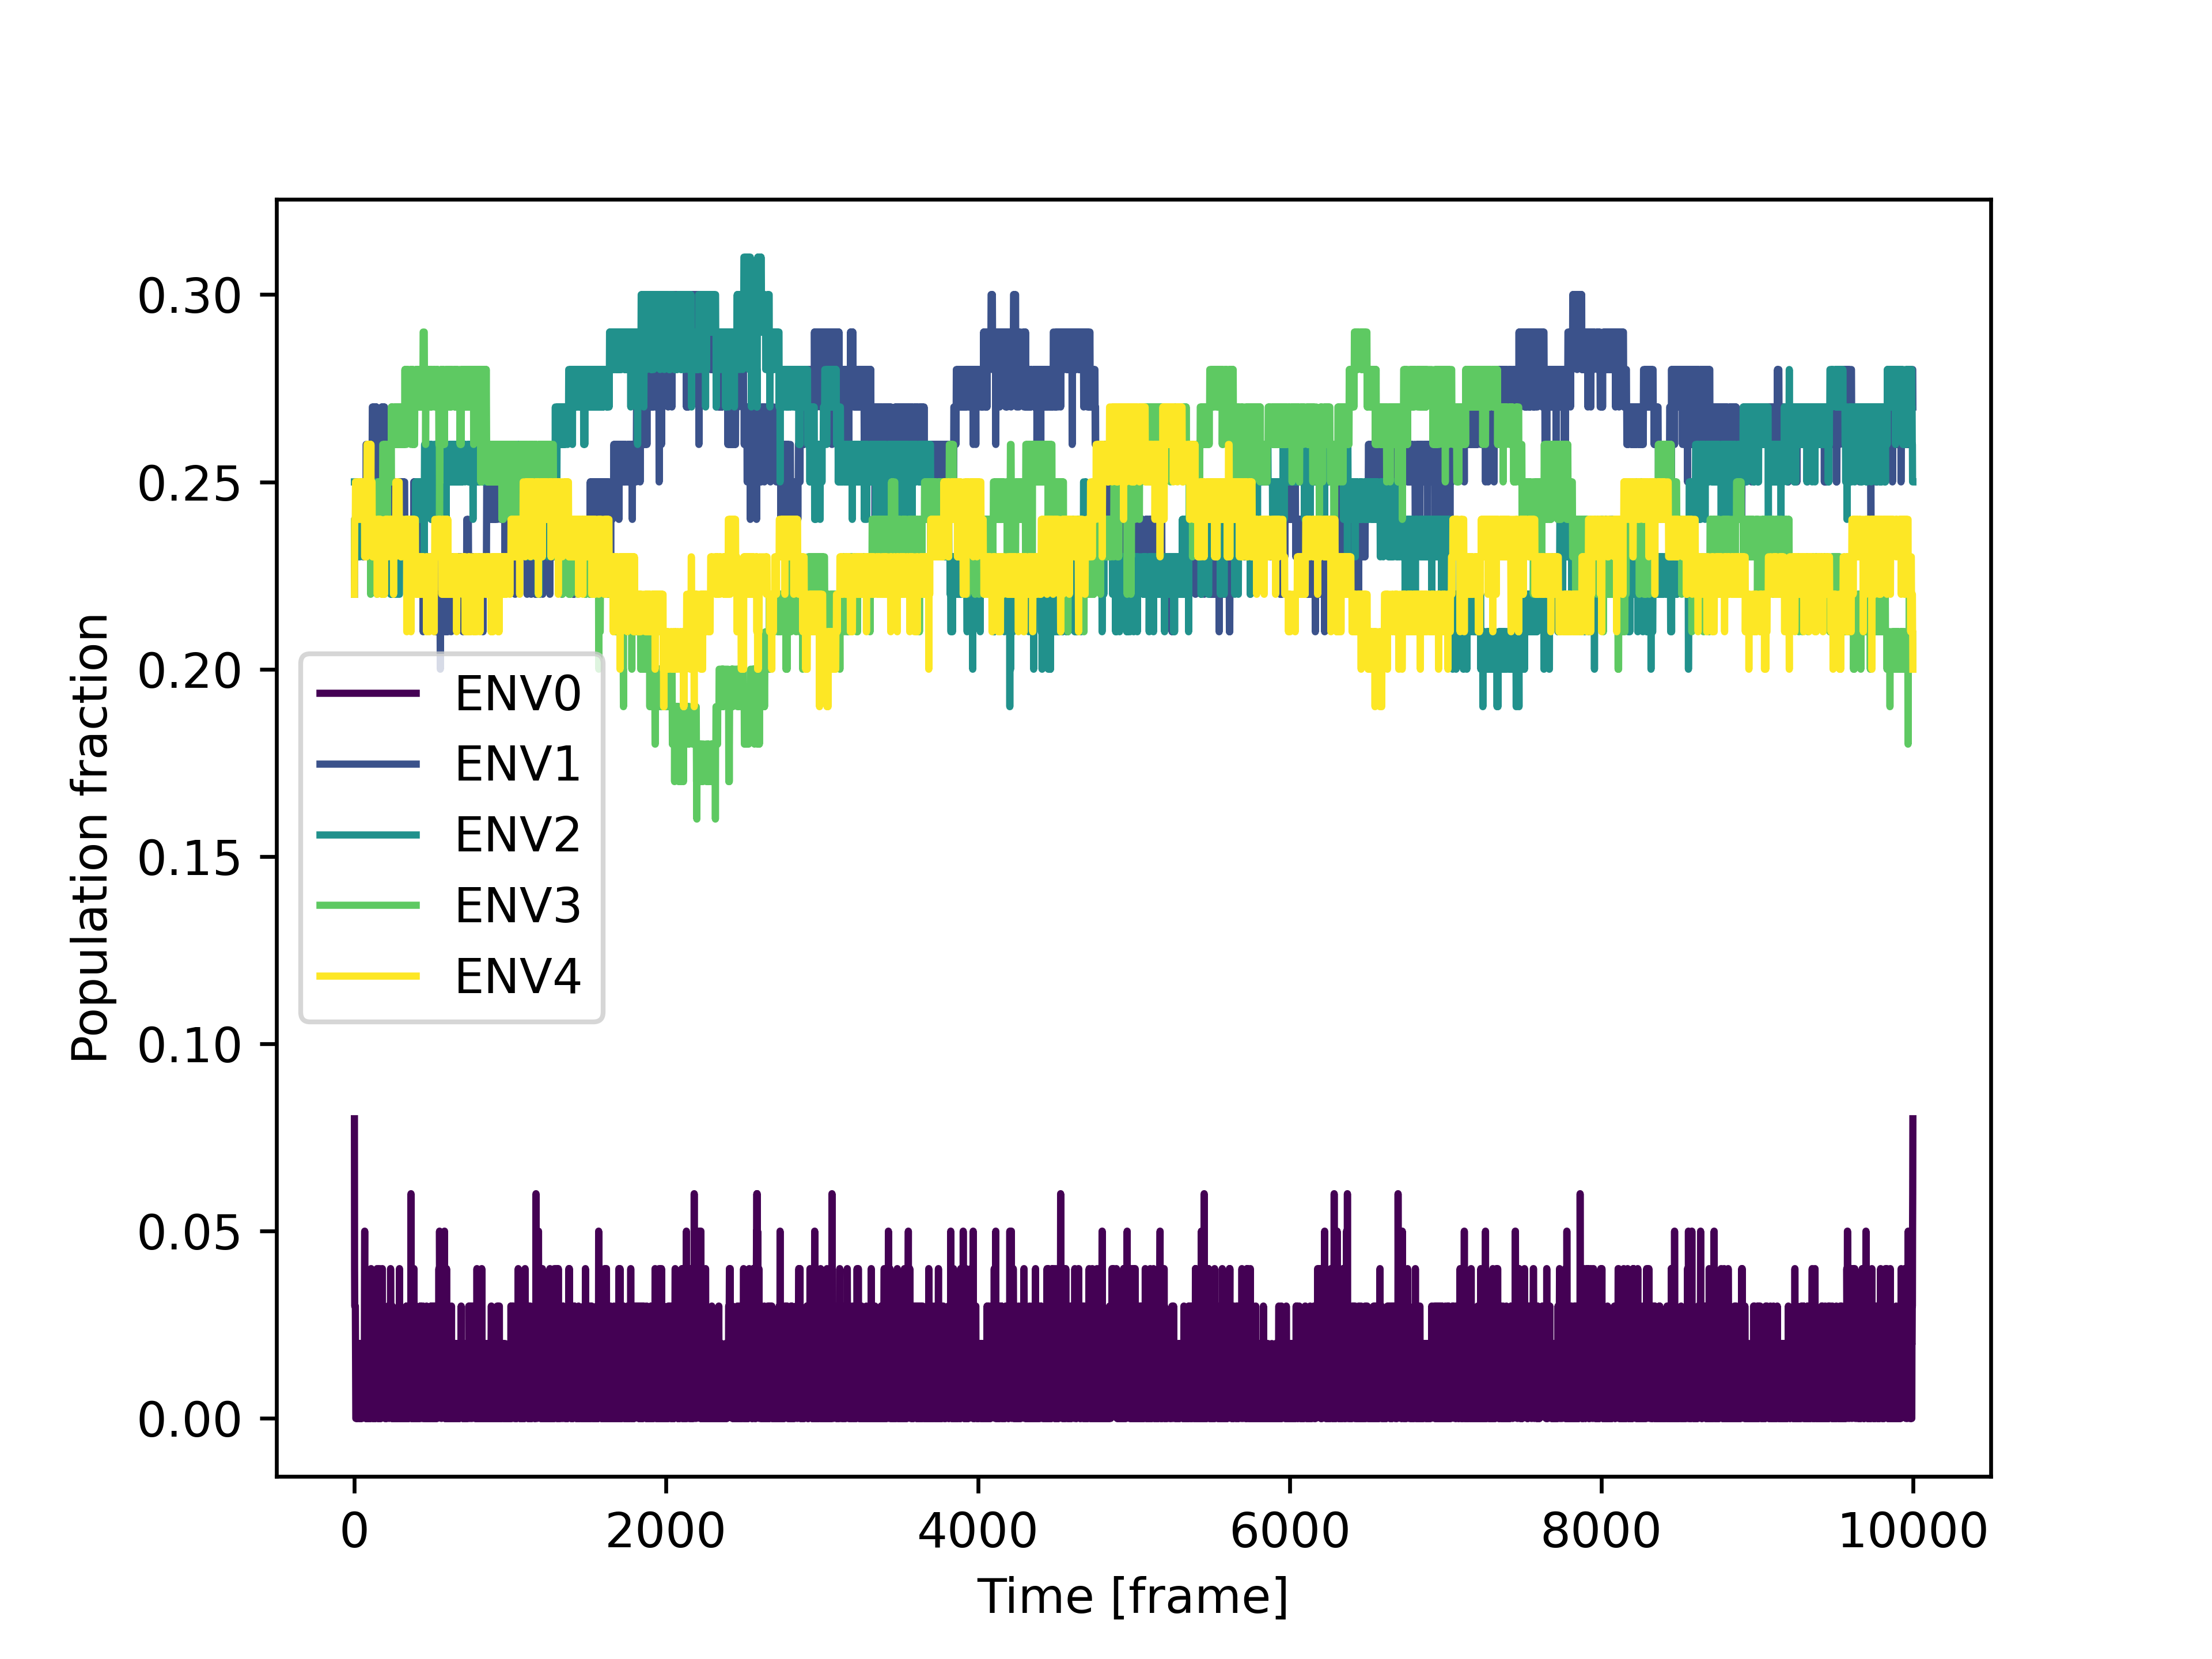 0.30
0.25
0.20
0.15
0.10
0.05
0.00
Population fraction
ENV0
ENV1
ENV2
ENV3
ENV4
0 2000 4000 6000 8000 10000
Time [frame]